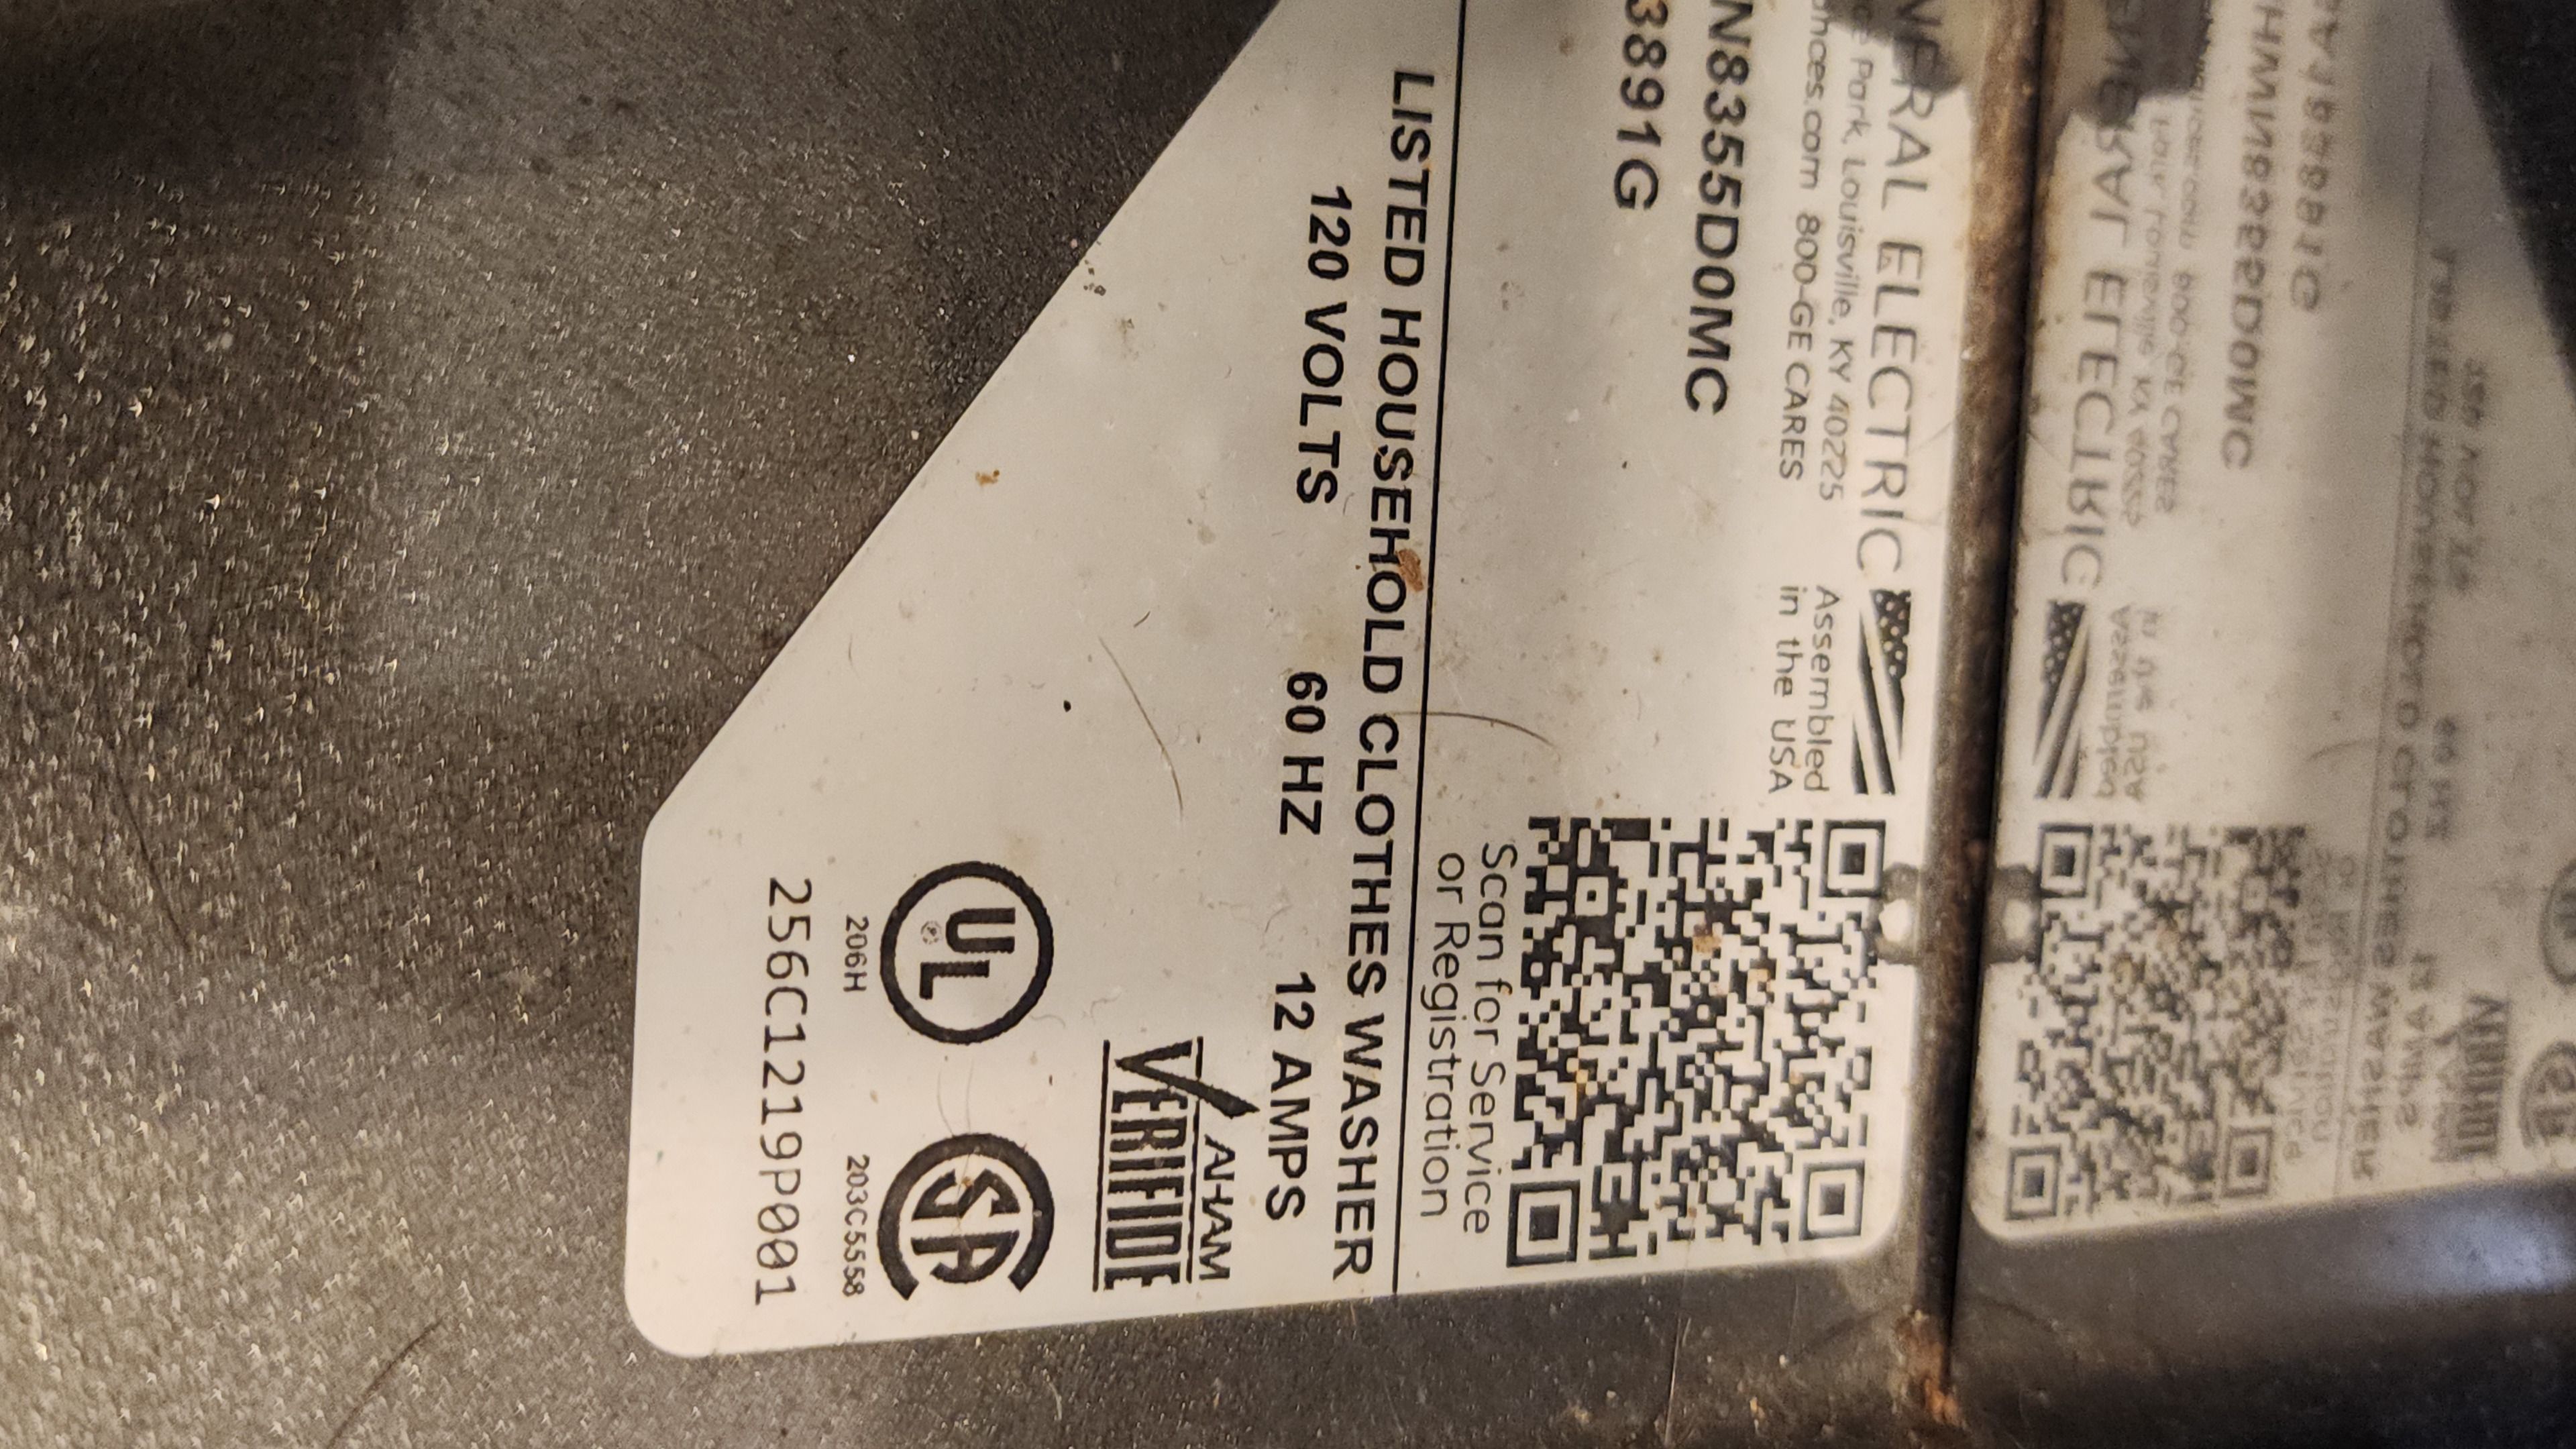 ERAL ELECTRIC
Park, Louisville, KY 40225
nces.com 800-GE CARES
Assembled
in the USA
N8355D0MC
3891G
Scan for Service
or Registration
LISTED HOUSEHOLD CLOTHES WASHER
120 VOLTS 60 HZ 12 AMPS
AHAM
VERIFIDE
UL
®
206H
SA
203C5558
256C1219P001